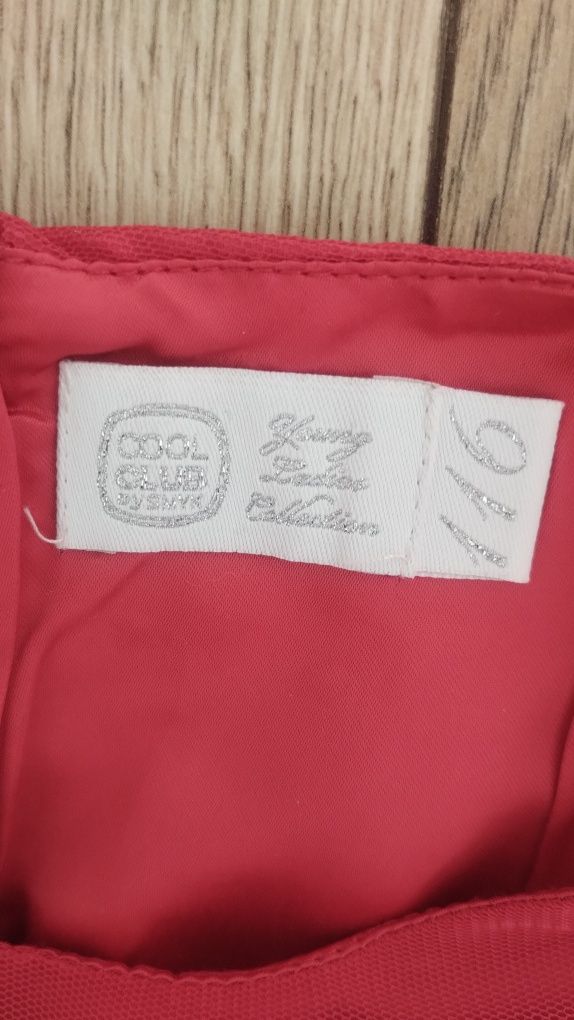 COOL
CLUB
BY SMYK
Young
Ladies
Collection
116